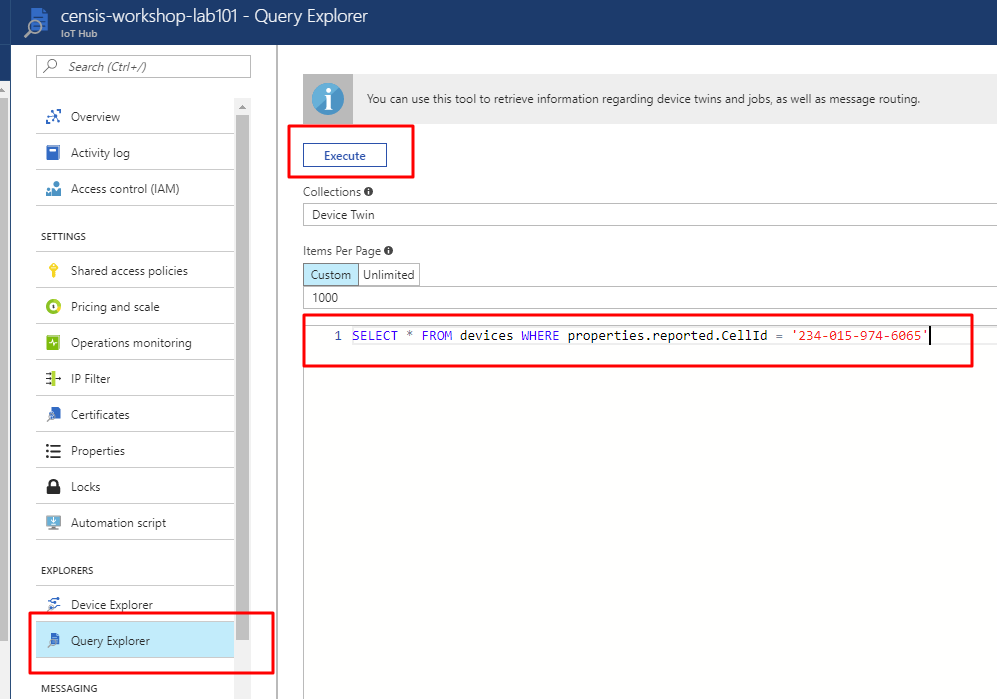 censis-workshop-lab101 - Query Explorer
IoT Hub
Search (Ctrl+/)
Overview
Activity log
Access control (IAM)
SETTINGS
Shared access policies
Pricing and scale
Operations monitoring
IP Filter
Certificates
Properties
Locks
Automation script
EXPLORERS
Device Explorer
Query Explorer
MESSAGING
You can use this tool to retrieve information regarding device twins and jobs, as well as message routing.
Execute
Collections
Device Twin
Items Per Page
Custom Unlimited
1000
1 SELECT * FROM devices WHERE properties.reported.CellId = '234-015-974-6065'